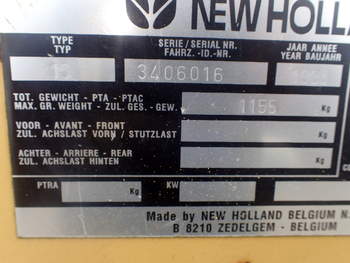 NEW HOLLAN
TYPE SERIE/SERIAL NR. JAAR ANNEE
TYP FAHRZ. -ID.-NR. YEAR BAUJAHR
3406016
TOT. GEWICHT - PTA - PTAC
MAX. GR. WEIGHT - ZUL. GES.- GEW. 1155 Kg
VOOR - AVANT - FRONT
ZUL. ACHSLAST VORN / STUTZLAST Kg
ACHTER - ARRIERE - REAR
ZUL. ACHSLAST HINTEN Kg
PTRA Kg KW
Made by NEW HOLLAND BELGIUM N.
B 8210 ZEDELGEM - BELGIUM